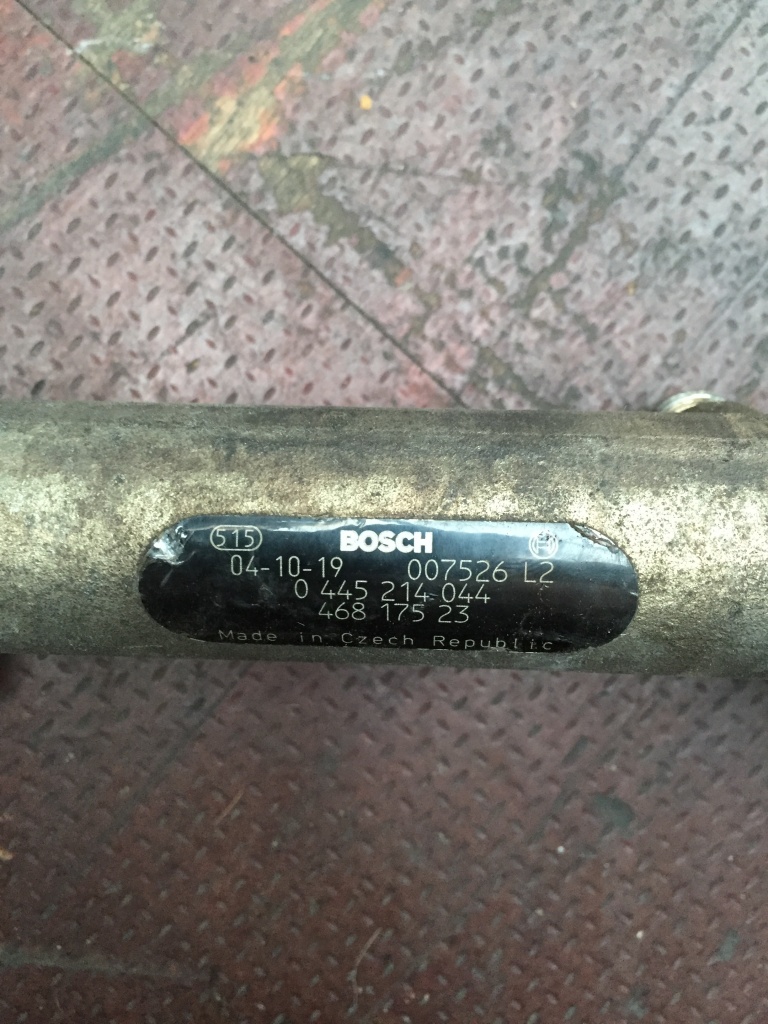 515 BOSCH
04-10-19 007526 L2
0 445 214 044
468 175 23
Made in Czech Republic